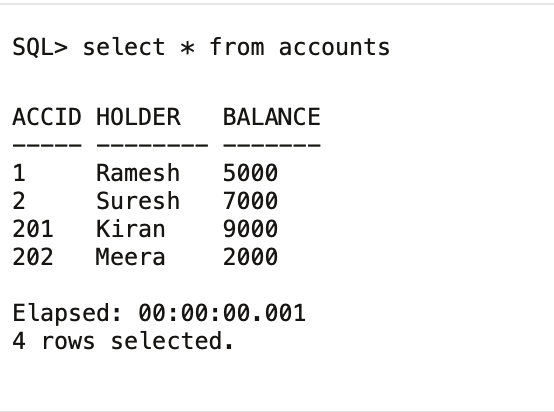 SQL> select * from accounts
ACCID HOLDER   BALANCE
----- -------- -------
1     Ramesh   5000
2     Suresh   7000
201   Kiran    9000
202   Meera    2000
Elapsed: 00:00:00.001
4 rows selected.